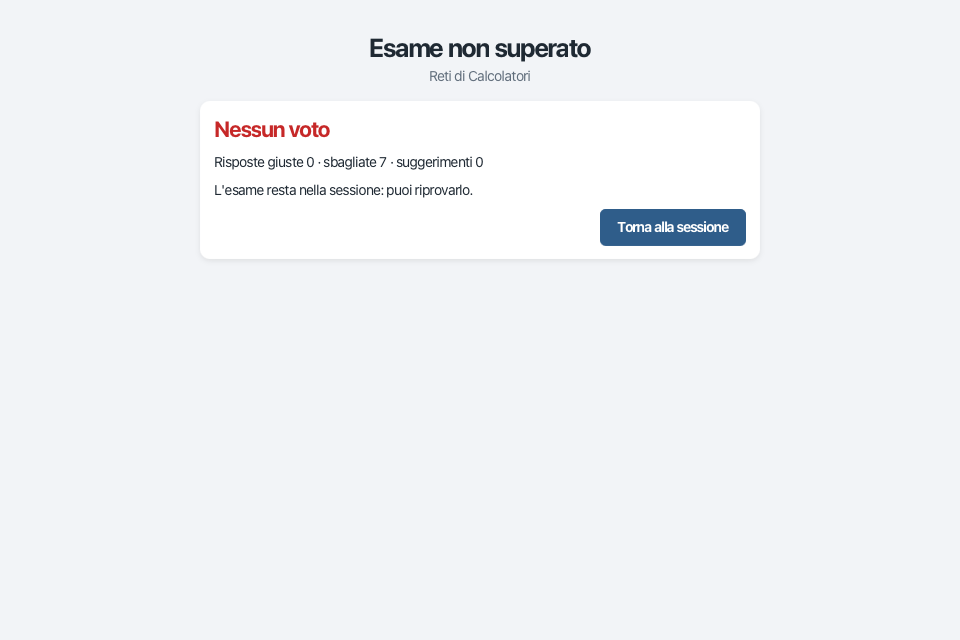 Esame non superato
Reti di Calcolatori
Nessun voto
Risposte giuste 0 · sbagliate 7 · suggerimenti 0
L'esame resta nella sessione: puoi riprovarlo.
Torna alla sessione